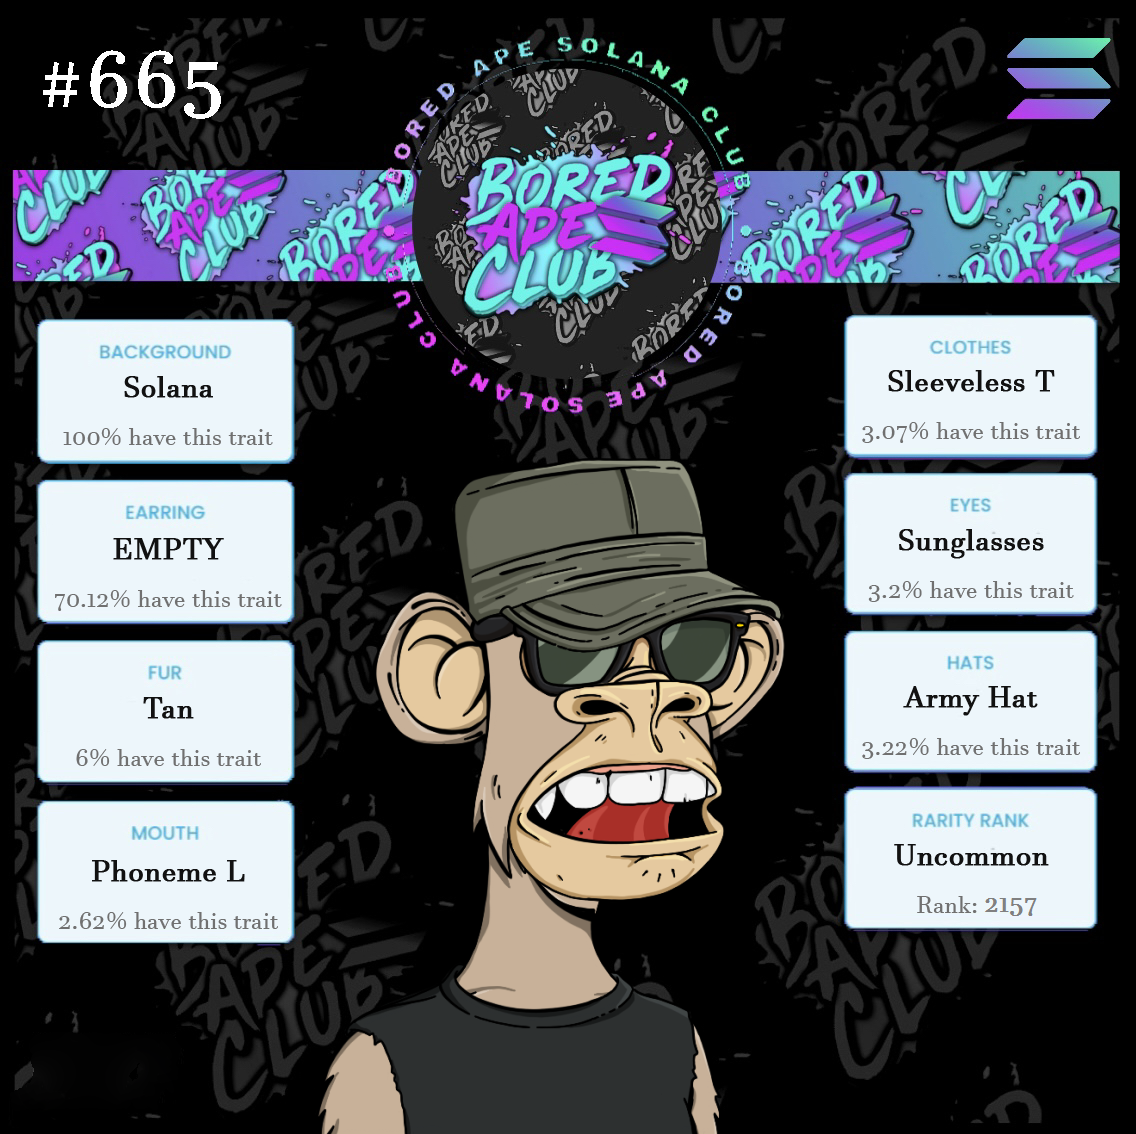 #665
BORED APE SOLANA CLUB
BORED APE SOLANA CLUB
BORED
APE
CLUB
BACKGROUND
Solana
100% have this trait
EARRING
EMPTY
70.12% have this trait
FUR
Tan
6% have this trait
MOUTH
Phoneme L
2.62% have this trait
CLOTHES
Sleeveless T
3.07% have this trait
EYES
Sunglasses
3.2% have this trait
HATS
Army Hat
3.22% have this trait
RARITY RANK
Uncommon
Rank: 2157